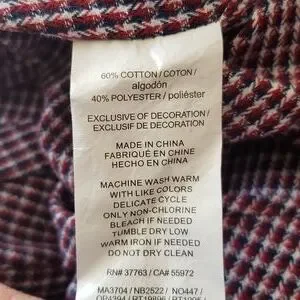 60% COTTON / COTON /
algodón
40% POLYESTER / poliéster
EXCLUSIVE OF DECORATION /
EXCLUSIF DE DECORATION
MADE IN CHINA
FABRIQUÉ EN CHINE
HECHO EN CHINA
MACHINE WASH WARM
WITH LIKE COLORS
DELICATE CYCLE
ONLY NON-CHLORINE
BLEACH IF NEEDED
TUMBLE DRY LOW
WARM IRON IF NEEDED
DO NOT DRY CLEAN
RN# 37763 / CA# 55972
MA3704 / NB2522 / NO447 /